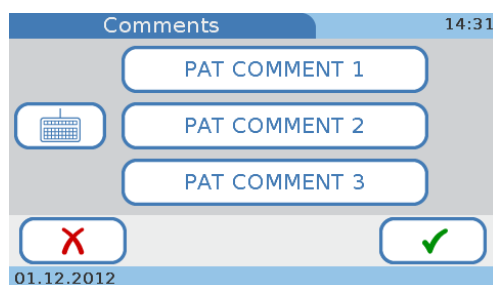 Comments
14:31
PAT COMMENT 1
PAT COMMENT 2
PAT COMMENT 3
01.12.2012